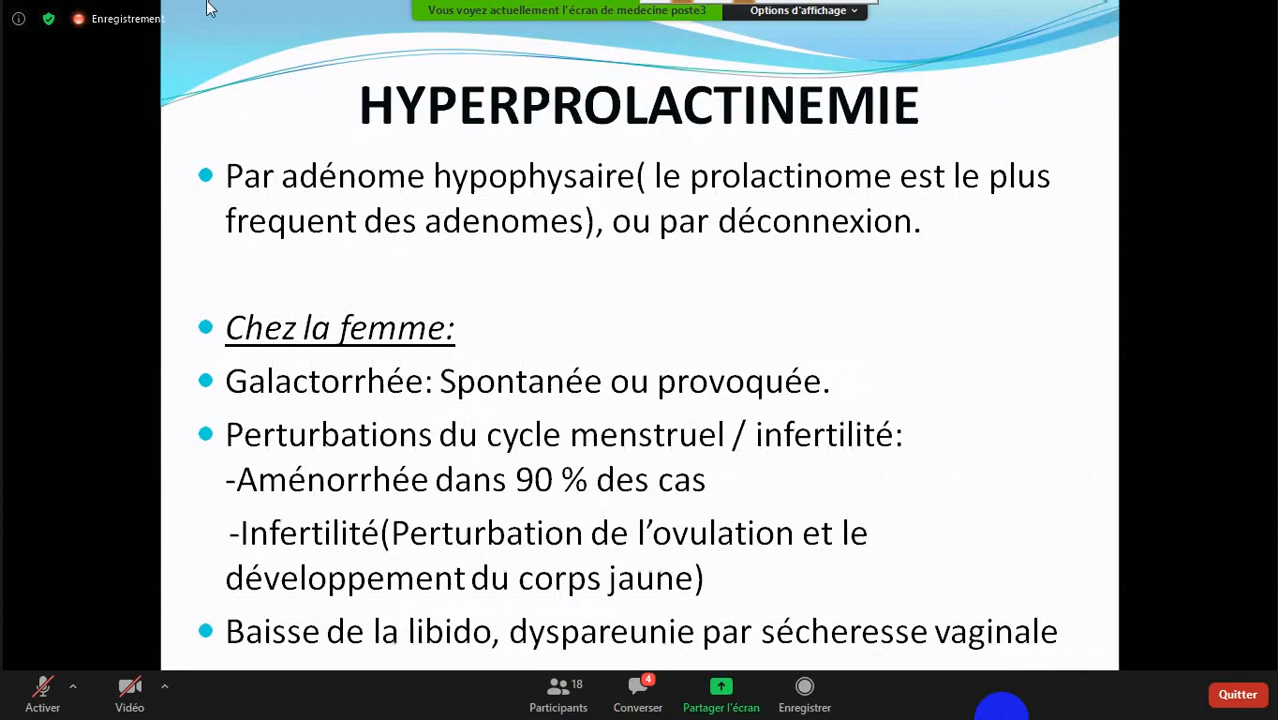 Enregistrement
Vous voyez actuellement l'écran de medecine poste3
Options d'affichage
HYPERPROLACTINEMIE
Par adénome hypophysaire( le prolactinome est le plus
frequent des adenomes), ou par déconnexion.
Chez la femme:
Galactorrhée: Spontanée ou provoquée.
Perturbations du cycle menstruel / infertilité:
-Aménorrhée dans 90 % des cas
-Infertilité(Perturbation de l’ovulation et le
développement du corps jaune)
Baisse de la libido, dyspareunie par sécheresse vaginale
Activer
Vidéo
18
Participants
4
Converser
Partager l'écran
Enregistrer
Quitter